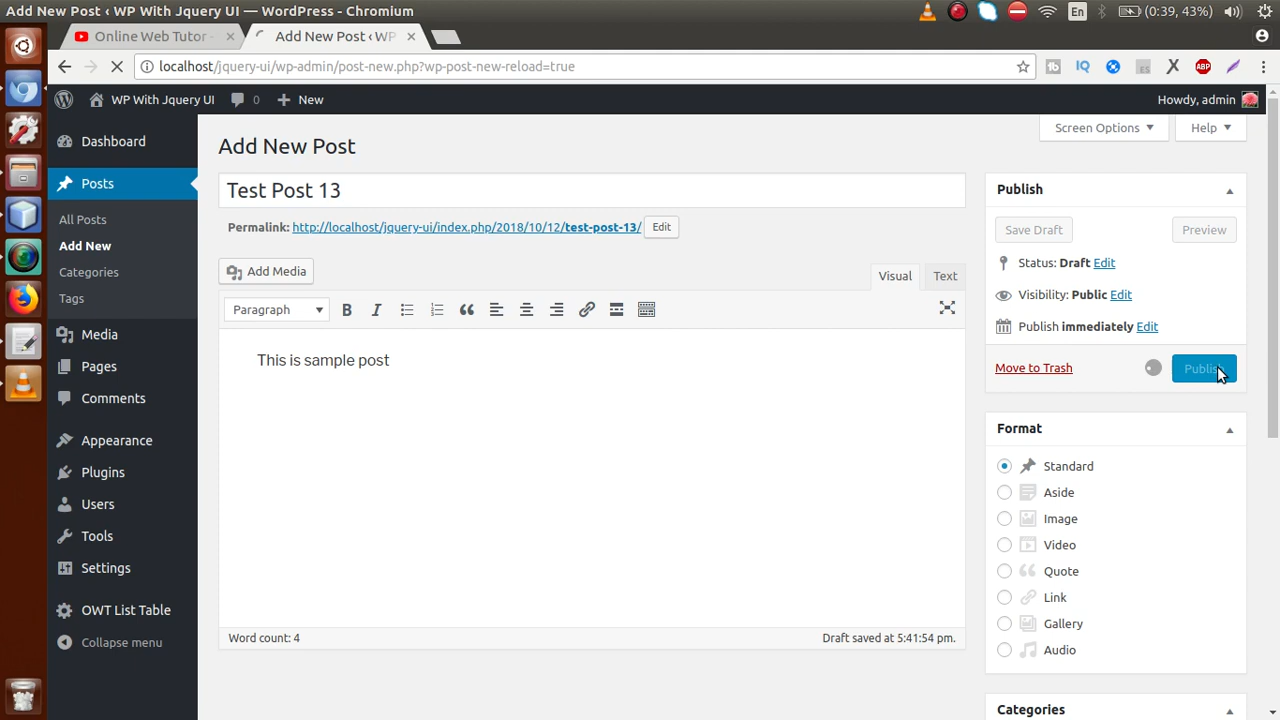 Add New Post ‹ WP With Jquery UI — WordPress - Chromium
En
(0:39, 43%)
Online Web Tutor -
Add New Post ‹ WP
localhost/jquery-ui/wp-admin/post-new.php?wp-post-new-reload=true
IQ
ABP
WP With Jquery UI
0
New
Howdy, admin
Dashboard
Posts
All Posts
Add New
Categories
Tags
Media
Pages
Comments
Appearance
Plugins
Users
Tools
Settings
OWT List Table
Collapse menu
Screen Options
Help
Add New Post
Test Post 13
Permalink: http://localhost/jquery-ui/index.php/2018/10/12/test-post-13/
Edit
Add Media
Visual
Text
Paragraph
B
I
This is sample post
Word count: 4
Draft saved at 5:41:54 pm.
Publish
Save Draft
Preview
Status: Draft Edit
Visibility: Public Edit
Publish immediately Edit
Move to Trash
Publish
Format
Standard
Aside
Image
Video
Quote
Link
Gallery
Audio
Categories